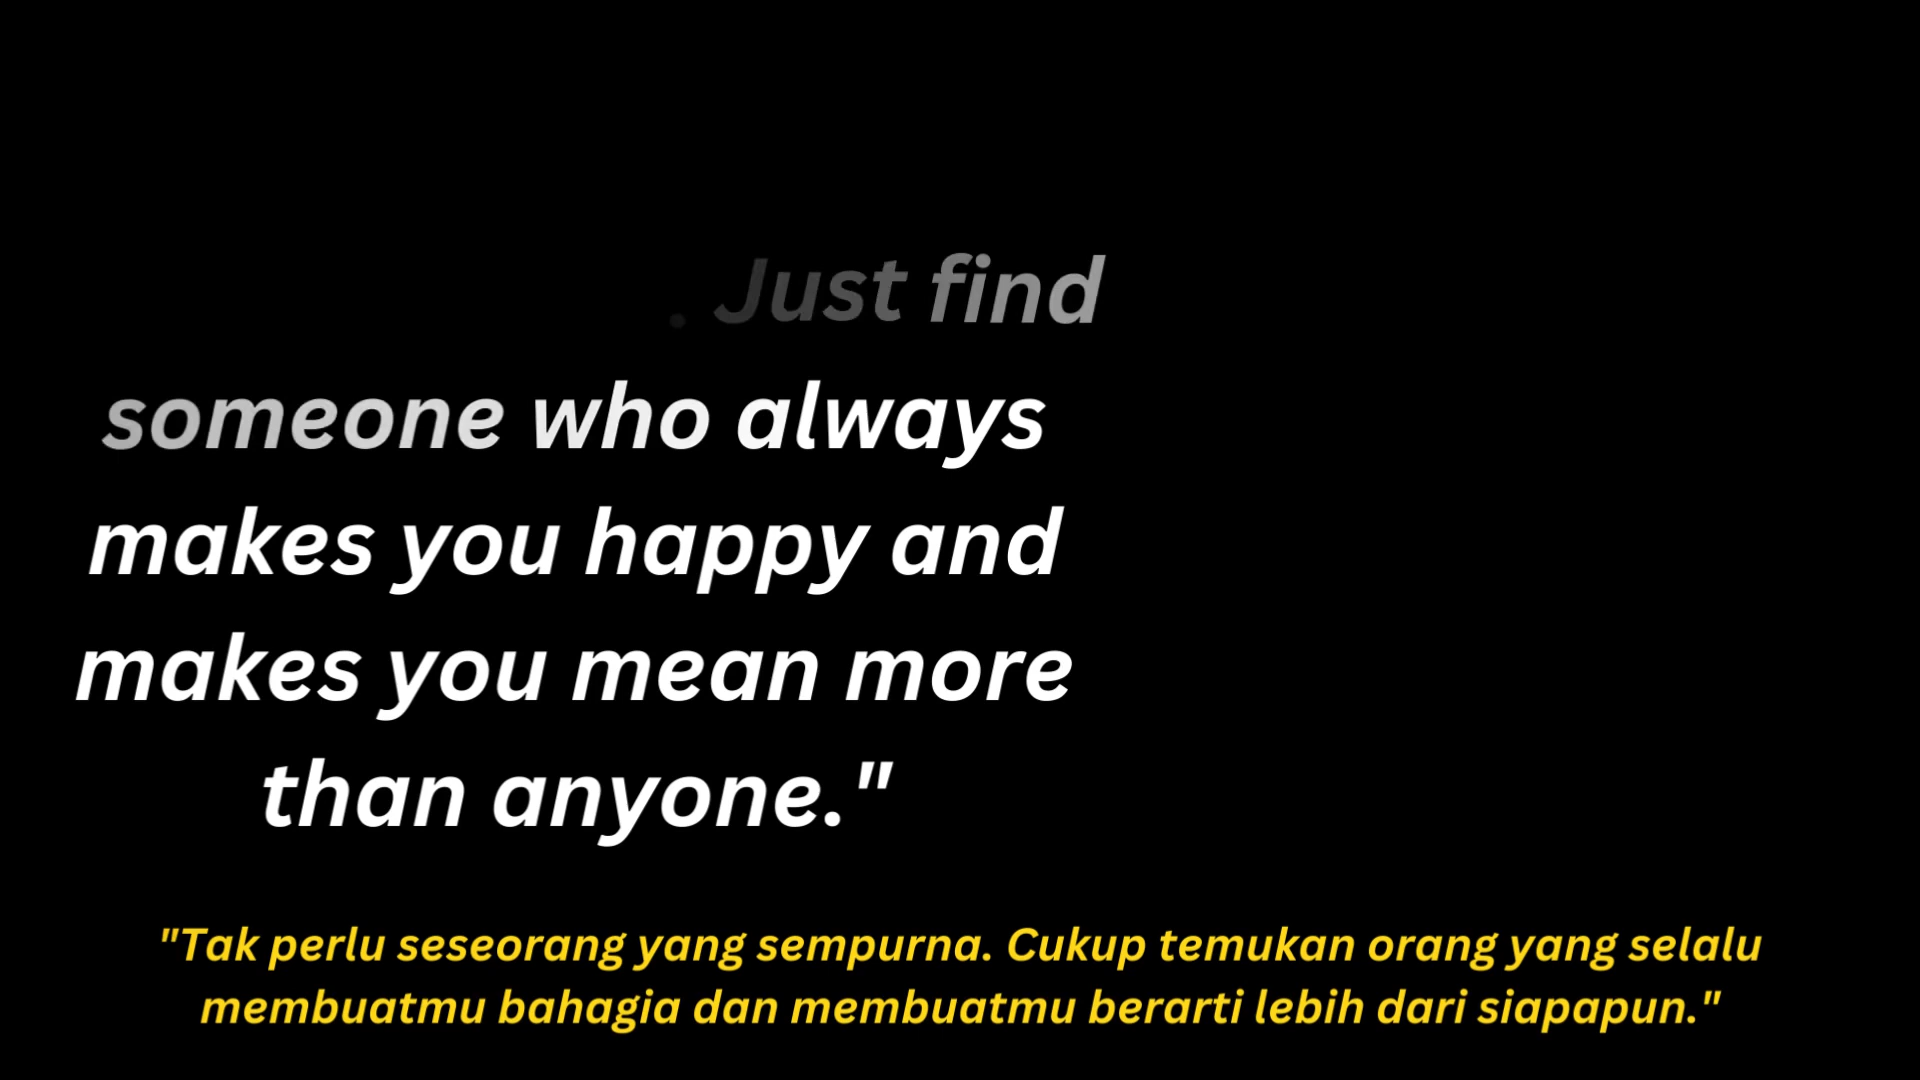 . Just find
someone who always
makes you happy and
makes you mean more
than anyone."
"Tak perlu seseorang yang sempurna. Cukup temukan orang yang selalu
membuatmu bahagia dan membuatmu berarti lebih dari siapapun."